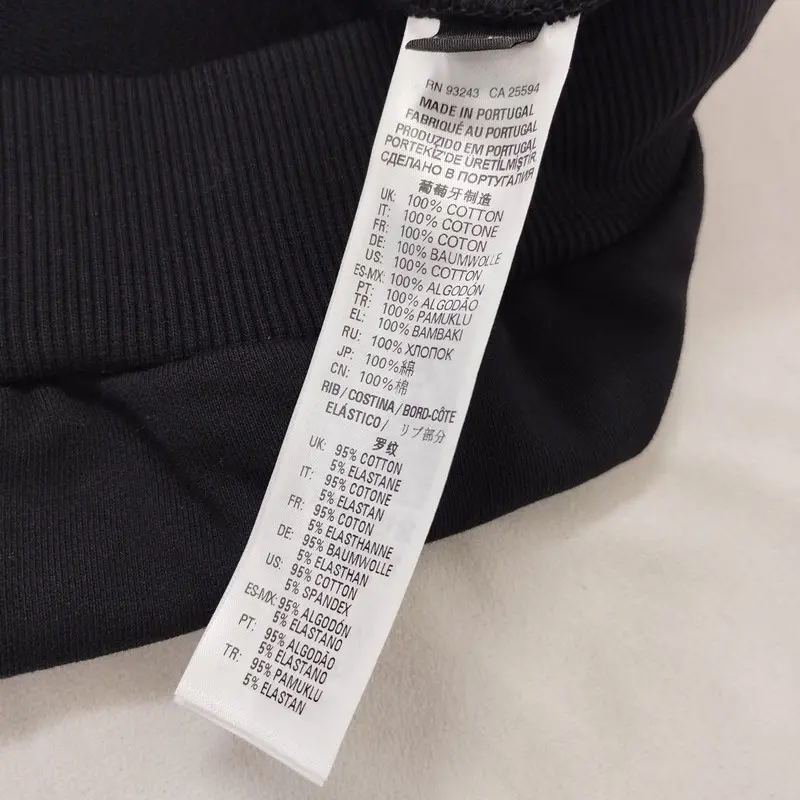 RN 93243 CA 25594
MADE IN PORTUGAL
FABRIQUÉ AU PORTUGAL
PRODUZIDO EM PORTUGAL
PORTEKİZ'DE ÜRETİLMİŞTİR
СДЕЛАНО В ПОРТУГАЛИЯ
葡萄牙制造
UK: 100% COTTON
IT: 100% COTONE
FR: 100% COTON
DE: 100% BAUMWOLLE
US: 100% COTTON
ES-MX: 100% ALGODÓN
PT: 100% ALGODÃO
TR: 100% PAMUKLU
EL: 100% BAMBAKI
RU: 100% ХЛОПОК
JP: 100% 綿
CN: 100% 棉
RIB / COSTINA / BORD-CÔTE
ELÁSTICO / リブ部分
罗纹
UK: 95% COTTON
5% ELASTANE
IT: 95% COTONE
5% ELASTAN
FR: 95% COTON
5% ELASTHANNE
DE: 95% BAUMWOLLE
5% ELASTHAN
US: 95% COTTON
5% SPANDEX
ES-MX: 95% ALGODÓN
5% ELASTANO
PT: 95% ALGODÃO
5% ELASTANO
TR: 95% PAMUKLU
5% ELASTAN